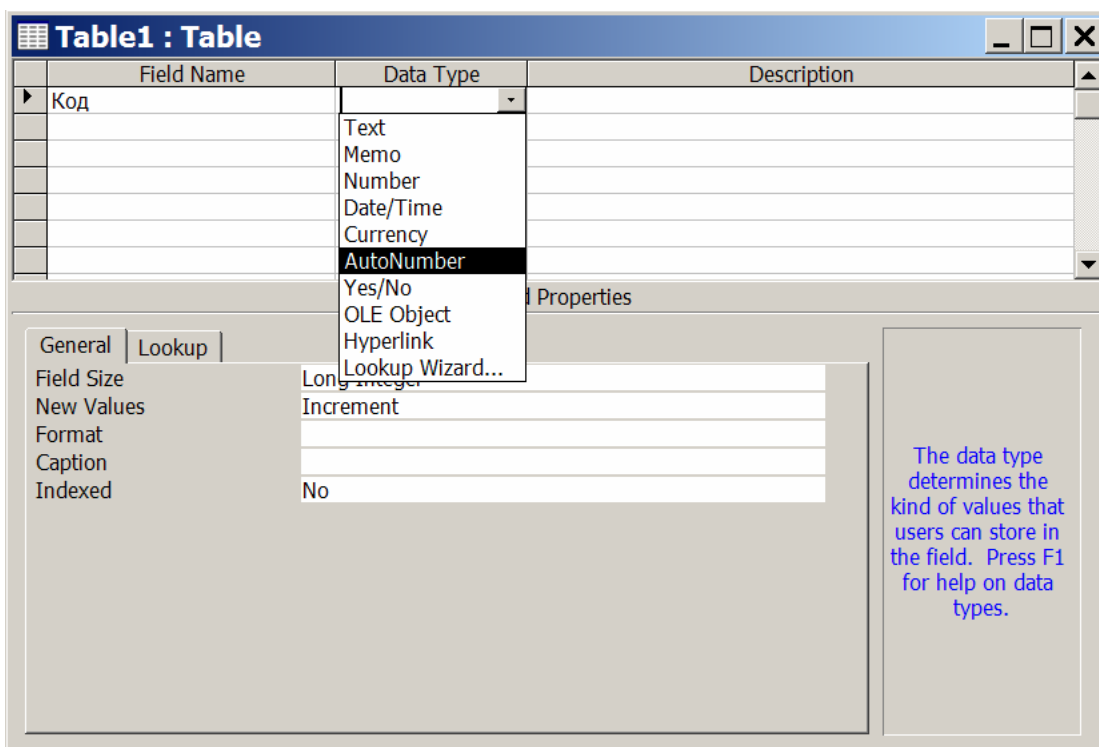 Table1 : Table
Field Name Data Type Description
Код
Text
Memo
Number
Date/Time
Currency
AutoNumber
Yes/No
OLE Object
Hyperlink
Lookup Wizard...
Properties
General Lookup
Field Size Long Integer
New Values Increment
Format
Caption
Indexed No
The data type
determines the
kind of values that
users can store in
the field. Press F1
for help on data
types.